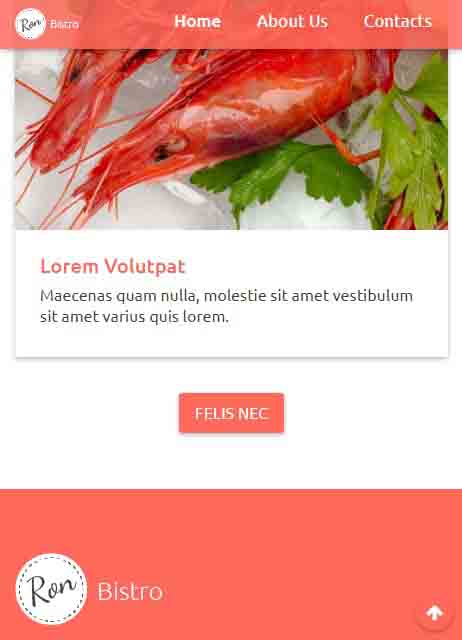 Ron Bistro Home About Us Contacts
Lorem Volutpat
Maecenas quam nulla, molestie sit amet vestibulum
sit amet varius quis lorem.
FELIS NEC
Ron Bistro